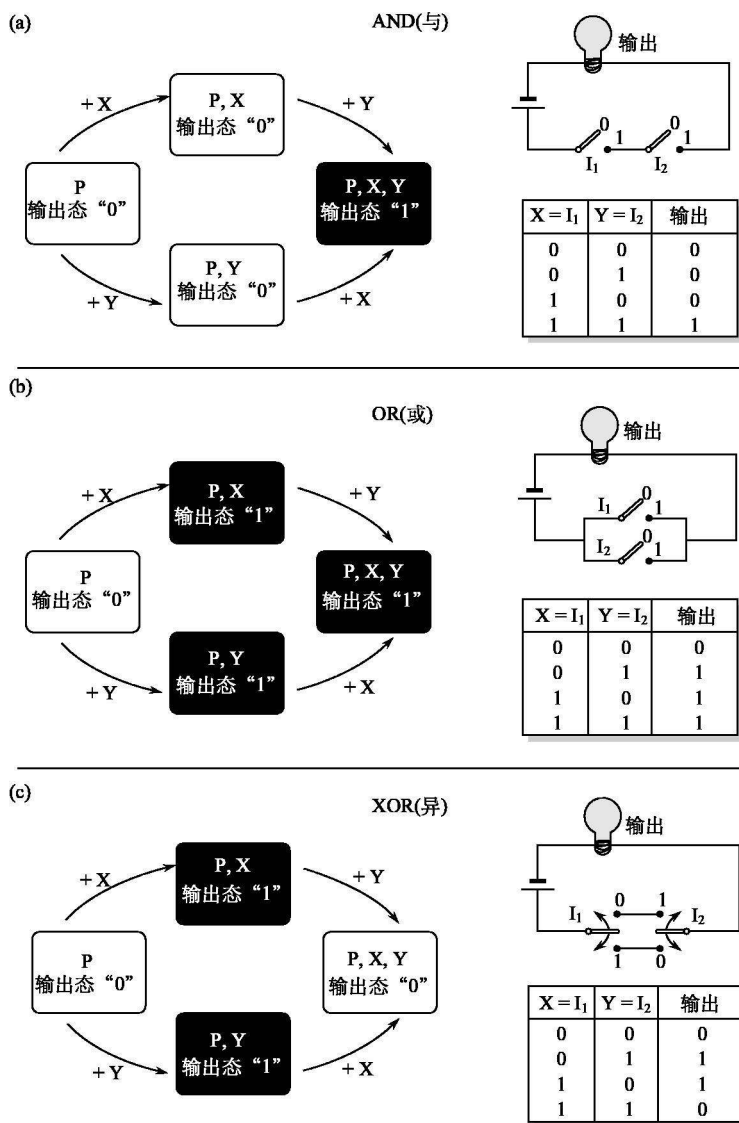 (a)
AND(与)
+ X
P, X
输出态“0”
+ Y
P
输出态“0”
P, X, Y
输出态“1”
+ Y
P, Y
输出态“0”
+ X
输出
0
1
0
1
I₁
I₂
X = I₁ Y = I₂ 输出
0 0 0
0 1 0
1 0 0
1 1 1
(b)
OR(或)
+ X
P, X
输出态“1”
+ Y
P
输出态“0”
P, X, Y
输出态“1”
+ Y
P, Y
输出态“1”
+ X
输出
I₁ 0 1
I₂ 0 1
X = I₁ Y = I₂ 输出
0 0 0
0 1 1
1 0 1
1 1 1
(c)
XOR(异)
+ X
P, X
输出态“1”
+ Y
P
输出态“0”
P, X, Y
输出态“0”
+ Y
P, Y
输出态“1”
+ X
输出
0 1
I₁ I₂
1 0
X = I₁ Y = I₂ 输出
0 0 0
0 1 1
1 0 1
1 1 0